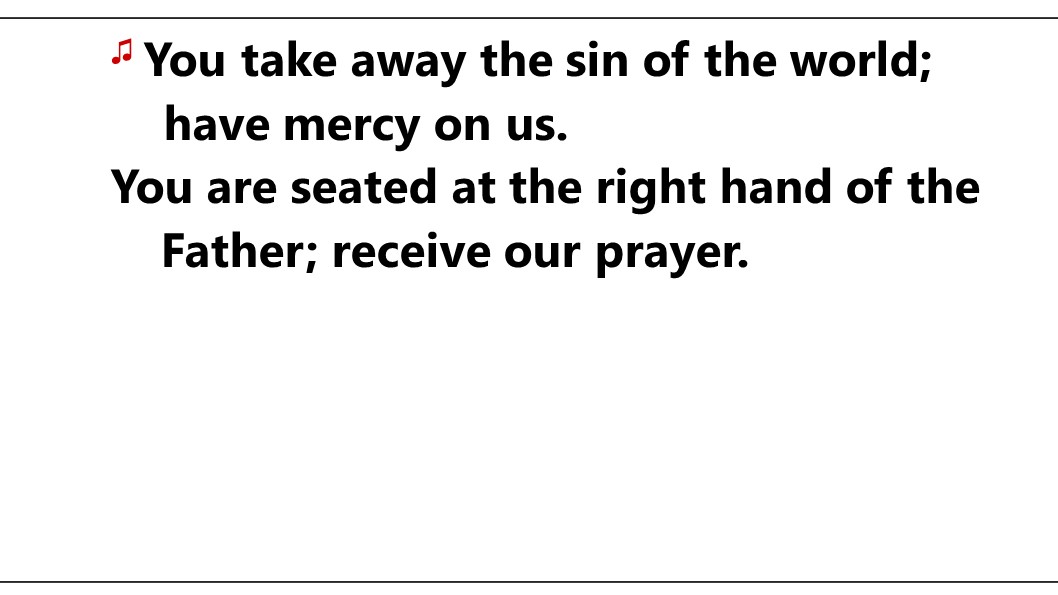 ♫ You take away the sin of the world;
have mercy on us.
You are seated at the right hand of the
Father; receive our prayer.